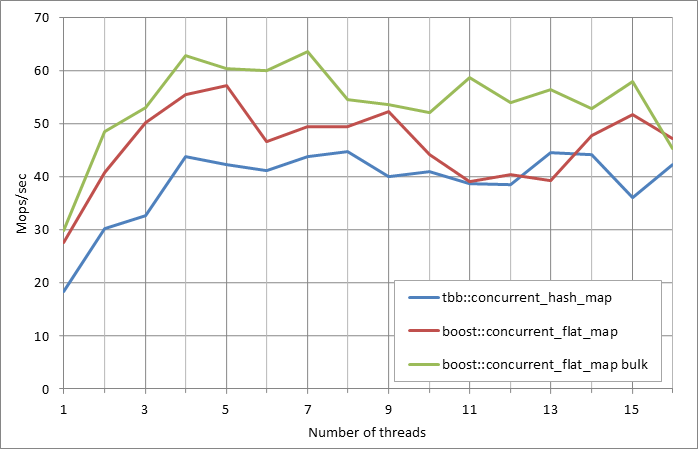 70
60
50
40
30
20
10
0
Mops/sec
tbb::concurrent_hash_map
boost::concurrent_flat_map
boost::concurrent_flat_map bulk
1 3 5 7 9 11 13 15
Number of threads